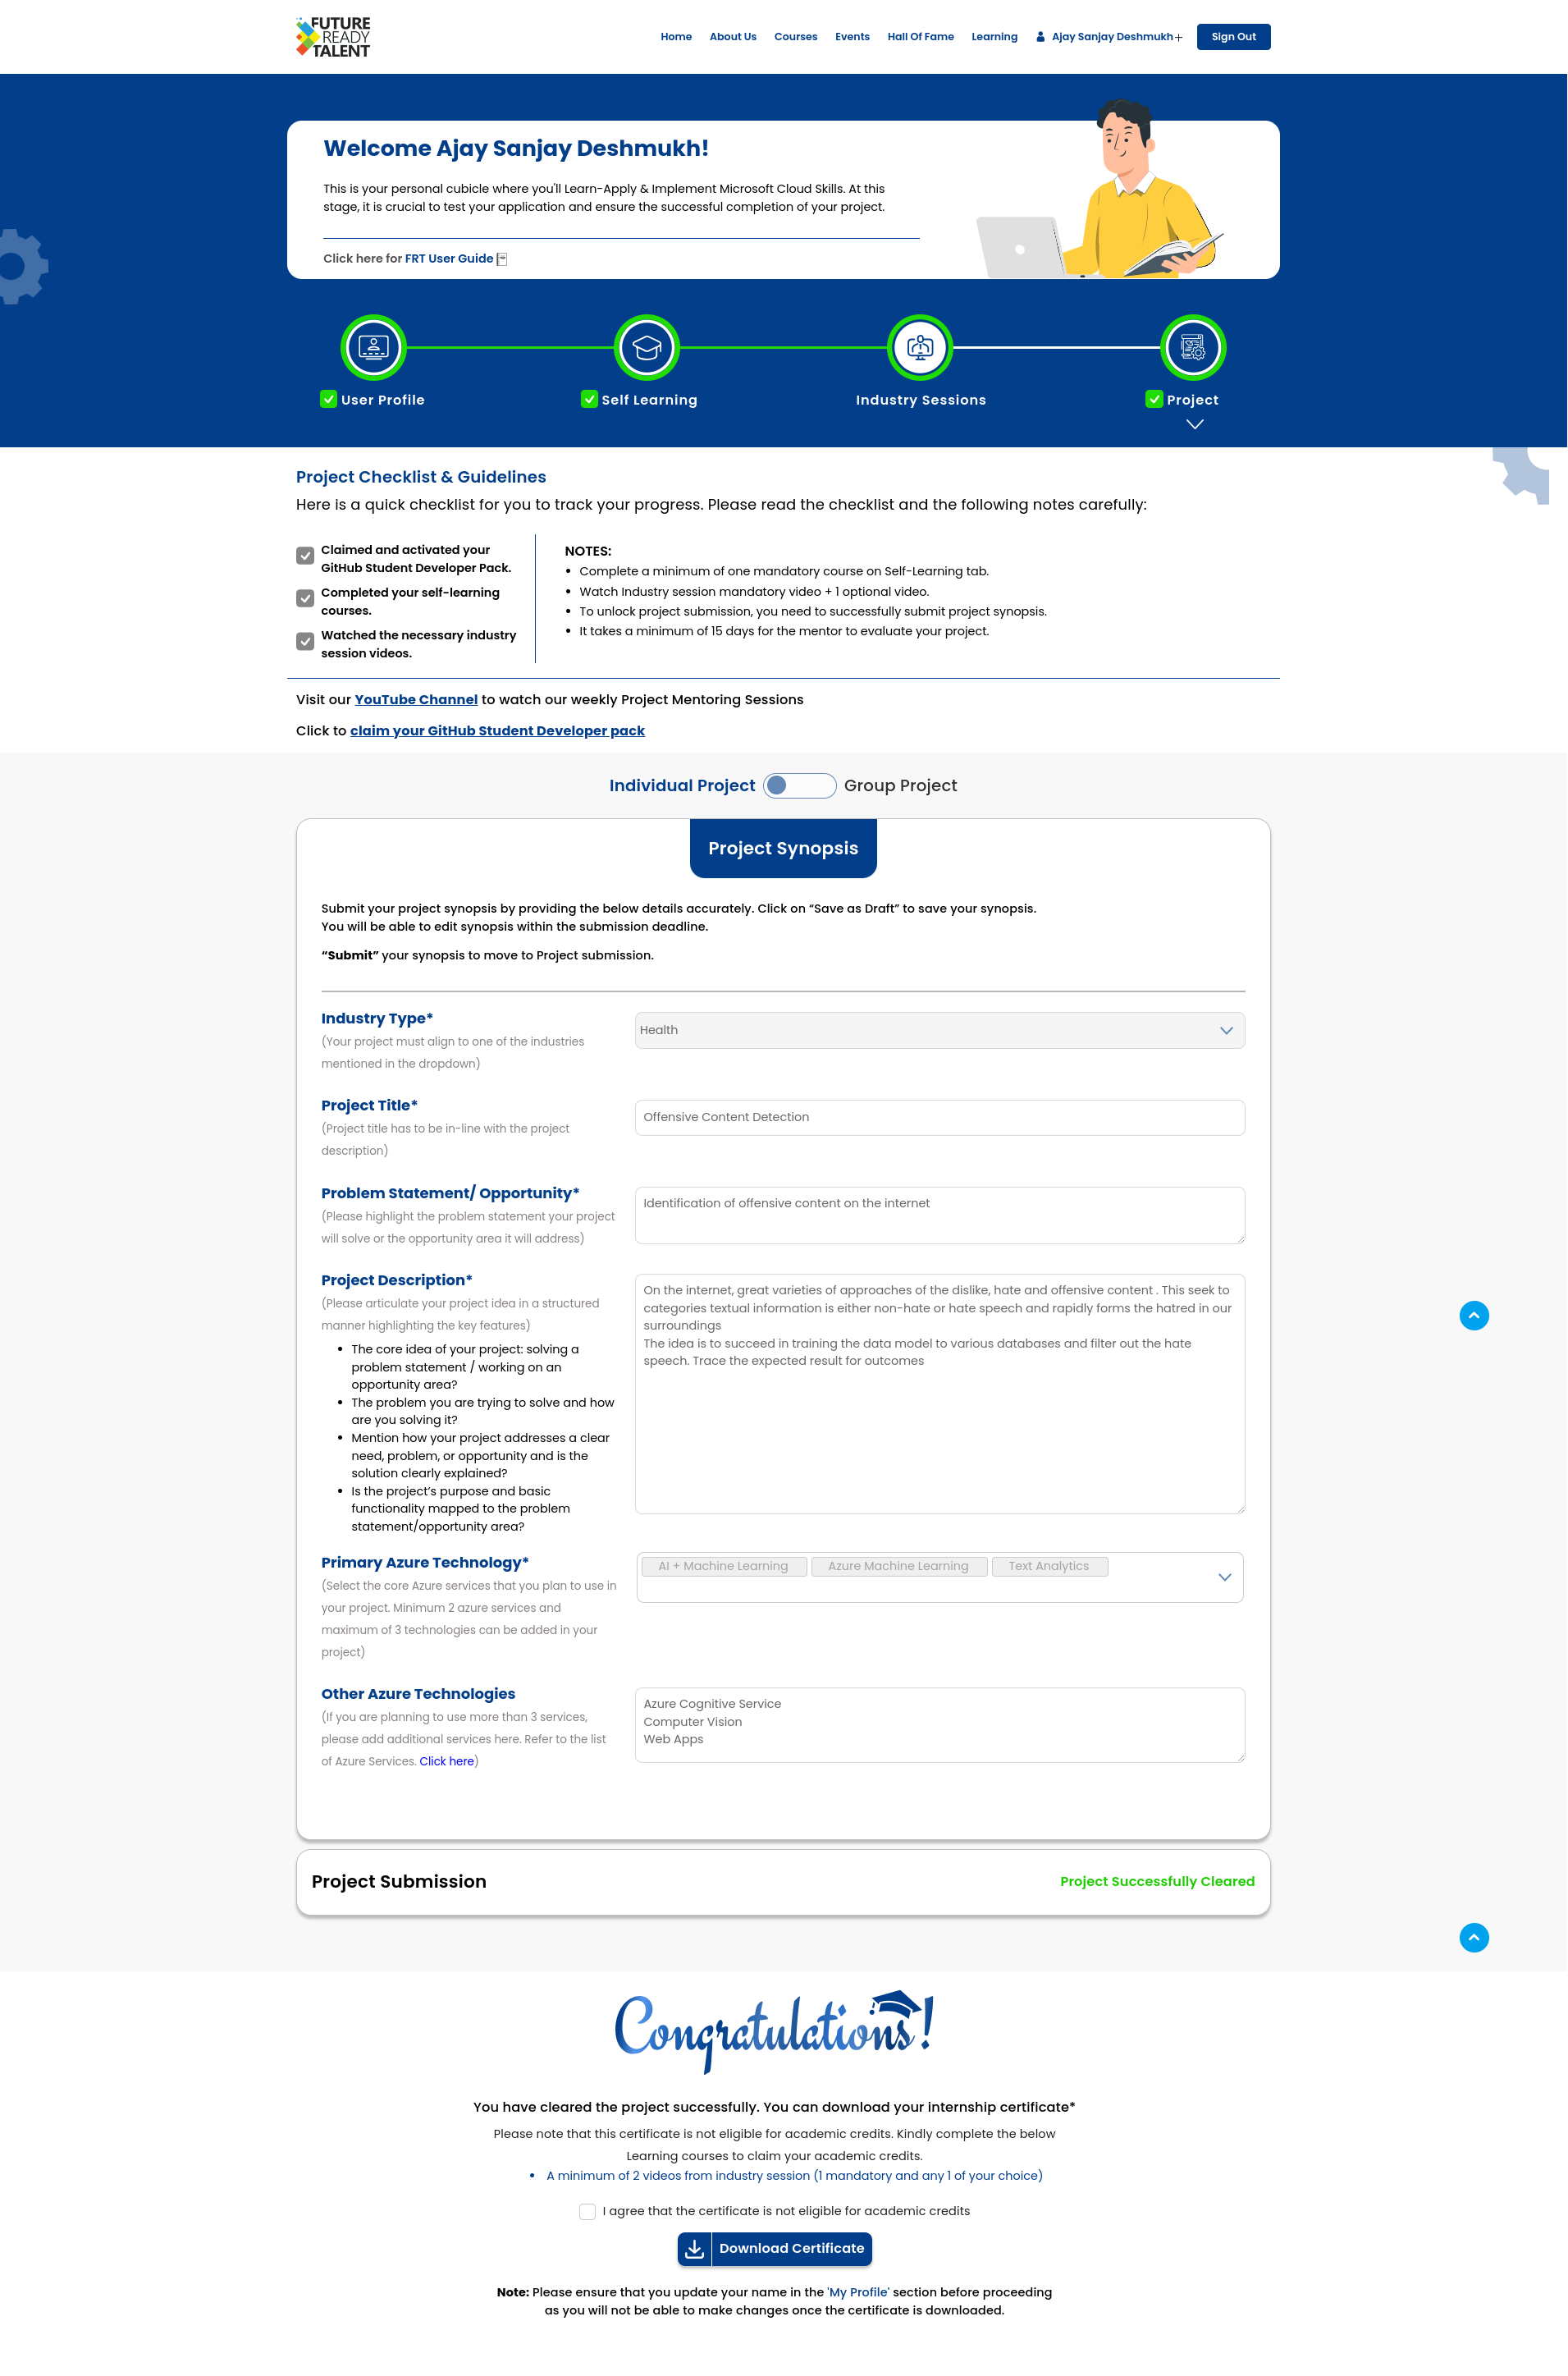 FUTURE
READY
TALENT
Home About Us Courses Events Hall Of Fame Learning Ajay Sanjay Deshmukh+ Sign Out
Welcome Ajay Sanjay Deshmukh!
This is your personal cubicle where you'll Learn-Apply & Implement Microsoft Cloud Skills. At this
stage, it is crucial to test your application and ensure the successful completion of your project.
Click here for FRT User Guide
User Profile Self Learning Industry Sessions Project
Project Checklist & Guidelines
Here is a quick checklist for you to track your progress. Please read the checklist and the following notes carefully:
Claimed and activated your
GitHub Student Developer Pack.
Completed your self-learning
courses.
Watched the necessary industry
session videos.
NOTES:
• Complete a minimum of one mandatory course on Self-Learning tab.
• Watch Industry session mandatory video + 1 optional video.
• To unlock project submission, you need to successfully submit project synopsis.
• It takes a minimum of 15 days for the mentor to evaluate your project.
Visit our YouTube Channel to watch our weekly Project Mentoring Sessions
Click to claim your GitHub Student Developer pack
Individual Project Group Project
Project Synopsis
Submit your project synopsis by providing the below details accurately. Click on “Save as Draft” to save your synopsis.
You will be able to edit synopsis within the submission deadline.
“Submit” your synopsis to move to Project submission.
Industry Type*
(Your project must align to one of the industries
mentioned in the dropdown)
Health
Project Title*
(Project title has to be in-line with the project
description)
Offensive Content Detection
Problem Statement/ Opportunity*
(Please highlight the problem statement your project
will solve or the opportunity area it will address)
Identification of offensive content on the internet
Project Description*
(Please articulate your project idea in a structured
manner highlighting the key features)
• The core idea of your project: solving a
problem statement / working on an
opportunity area?
• The problem you are trying to solve and how
are you solving it?
• Mention how your project addresses a clear
need, problem, or opportunity and is the
solution clearly explained?
• Is the project’s purpose and basic
functionality mapped to the problem
statement/opportunity area?
On the internet, great varieties of approaches of the dislike, hate and offensive content . This seek to
categories textual information is either non-hate or hate speech and rapidly forms the hatred in our
surroundings
The idea is to succeed in training the data model to various databases and filter out the hate
speech. Trace the expected result for outcomes
Primary Azure Technology*
(Select the core Azure services that you plan to use in
your project. Minimum 2 azure services and
maximum of 3 technologies can be added in your
project)
AI + Machine Learning Azure Machine Learning Text Analytics
Other Azure Technologies
(If you are planning to use more than 3 services,
please add additional services here. Refer to the list
of Azure Services. Click here)
Azure Cognitive Service
Computer Vision
Web Apps
Project Submission Project Successfully Cleared
Congratulations!
You have cleared the project successfully. You can download your internship certificate*
Please note that this certificate is not eligible for academic credits. Kindly complete the below
Learning courses to claim your academic credits.
• A minimum of 2 videos from industry session (1 mandatory and any 1 of your choice)
I agree that the certificate is not eligible for academic credits
Download Certificate
Note: Please ensure that you update your name in the 'My Profile' section before proceeding
as you will not be able to make changes once the certificate is downloaded.